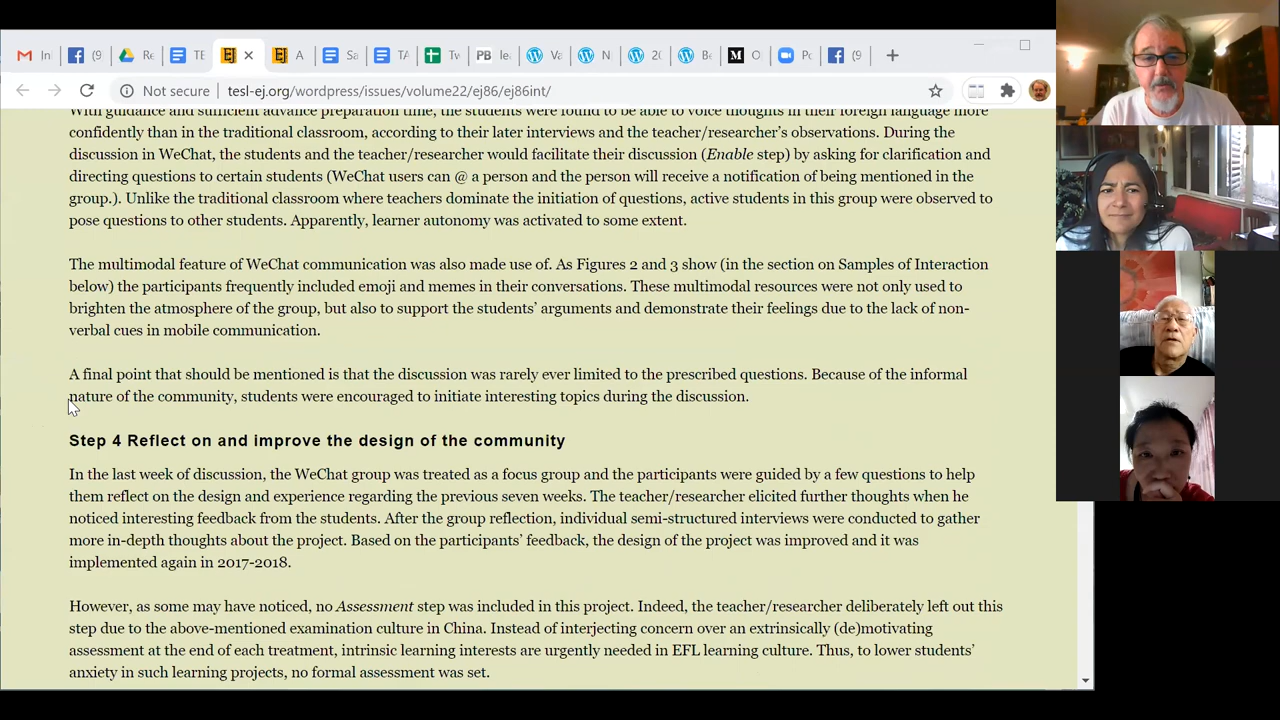 In
(9
Re
TE
A
Sa
TA
Tv
PB
le
Va
N
20
Be
M
O
Pc
(9
Not secure
tesl-ej.org/wordpress/issues/volume22/ej86/ej86int/
With guidance and sufficient advance preparation time, the students were found to be able to voice thoughts in their foreign language more
confidently than in the traditional classroom, according to their later interviews and the teacher/researcher's observations. During the
discussion in WeChat, the students and the teacher/researcher would facilitate their discussion (Enable step) by asking for clarification and
directing questions to certain students (WeChat users can @ a person and the person will receive a notification of being mentioned in the
group.). Unlike the traditional classroom where teachers dominate the initiation of questions, active students in this group were observed to
pose questions to other students. Apparently, learner autonomy was activated to some extent.
The multimodal feature of WeChat communication was also made use of. As Figures 2 and 3 show (in the section on Samples of Interaction
below) the participants frequently included emoji and memes in their conversations. These multimodal resources were not only used to
brighten the atmosphere of the group, but also to support the students' arguments and demonstrate their feelings due to the lack of non-
verbal cues in mobile communication.
A final point that should be mentioned is that the discussion was rarely ever limited to the prescribed questions. Because of the informal
nature of the community, students were encouraged to initiate interesting topics during the discussion.
Step 4 Reflect on and improve the design of the community
In the last week of discussion, the WeChat group was treated as a focus group and the participants were guided by a few questions to help
them reflect on the design and experience regarding the previous seven weeks. The teacher/researcher elicited further thoughts when he
noticed interesting feedback from the students. After the group reflection, individual semi-structured interviews were conducted to gather
more in-depth thoughts about the project. Based on the participants' feedback, the design of the project was improved and it was
implemented again in 2017-2018.
However, as some may have noticed, no Assessment step was included in this project. Indeed, the teacher/researcher deliberately left out this
step due to the above-mentioned examination culture in China. Instead of interjecting concern over an extrinsically (de)motivating
assessment at the end of each treatment, intrinsic learning interests are urgently needed in EFL learning culture. Thus, to lower students'
anxiety in such learning projects, no formal assessment was set.